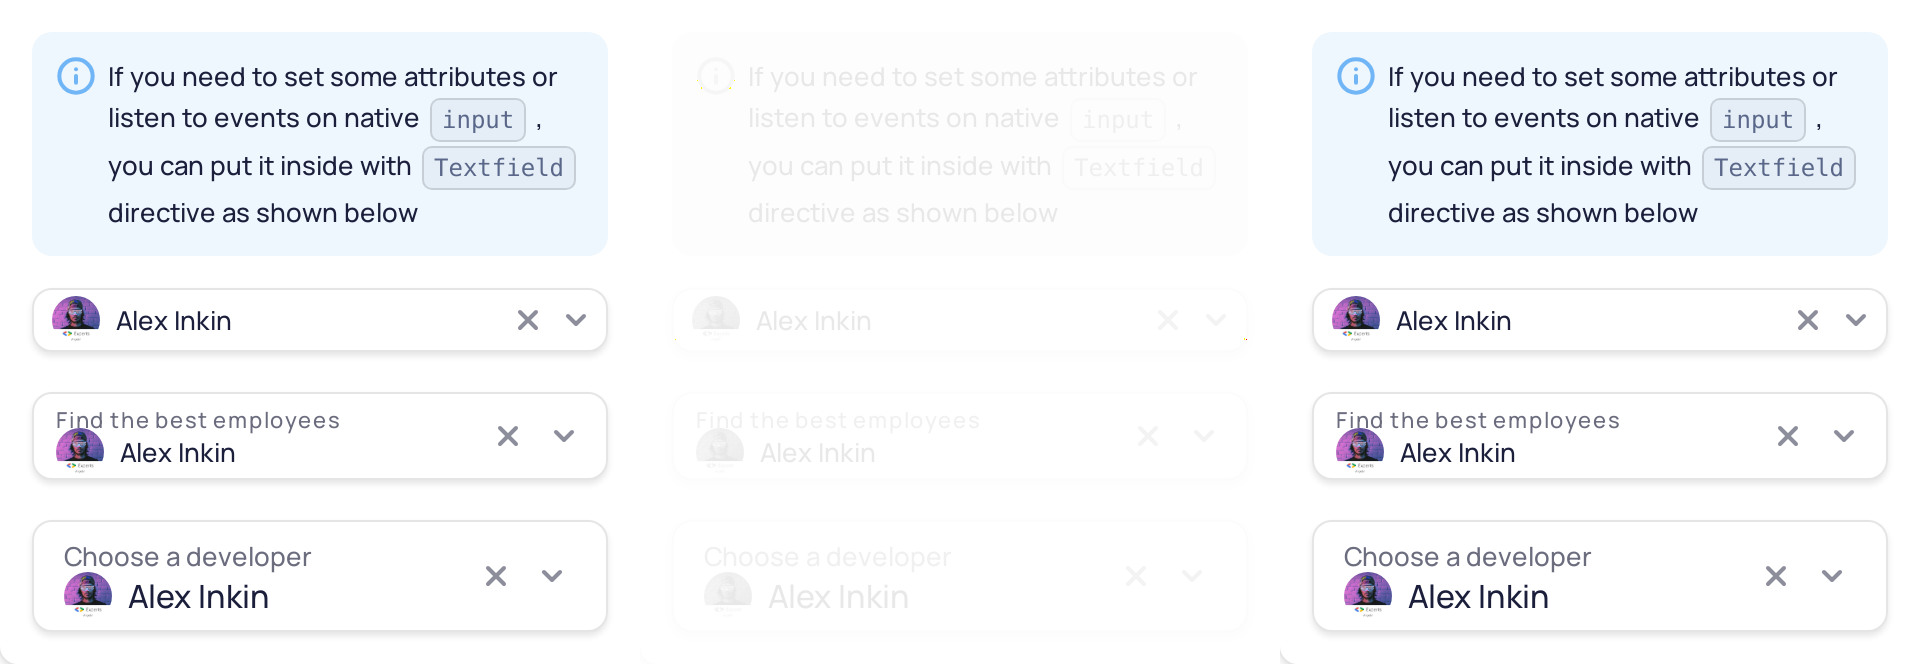 If you need to set some attributes or
listen to events on native input ,
you can put it inside with Textfield
directive as shown below
Alex Inkin
Find the best employees
Alex Inkin
Choose a developer
Alex Inkin
If you need to set some attributes or
listen to events on native input ,
you can put it inside with Textfield
directive as shown below
Alex Inkin
Find the best employees
Alex Inkin
Choose a developer
Alex Inkin
If you need to set some attributes or
listen to events on native input ,
you can put it inside with Textfield
directive as shown below
Alex Inkin
Find the best employees
Alex Inkin
Choose a developer
Alex Inkin